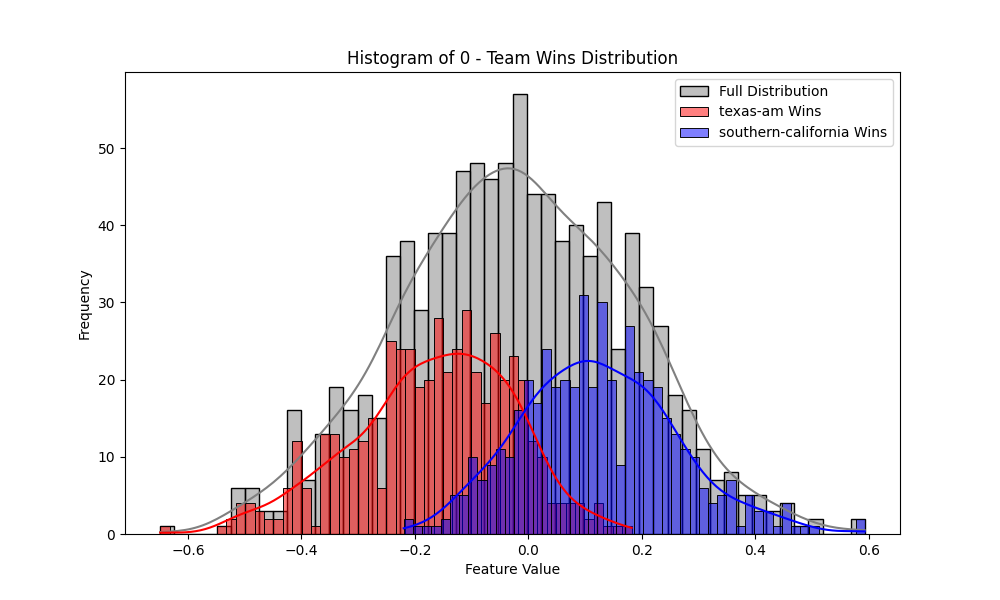 Histogram of 0 - Team Wins Distribution
Full Distribution
texas-am Wins
southern-california Wins
Frequency
50
40
30
20
10
0
−0.6 −0.4 −0.2 0.0 0.2 0.4 0.6
Feature Value